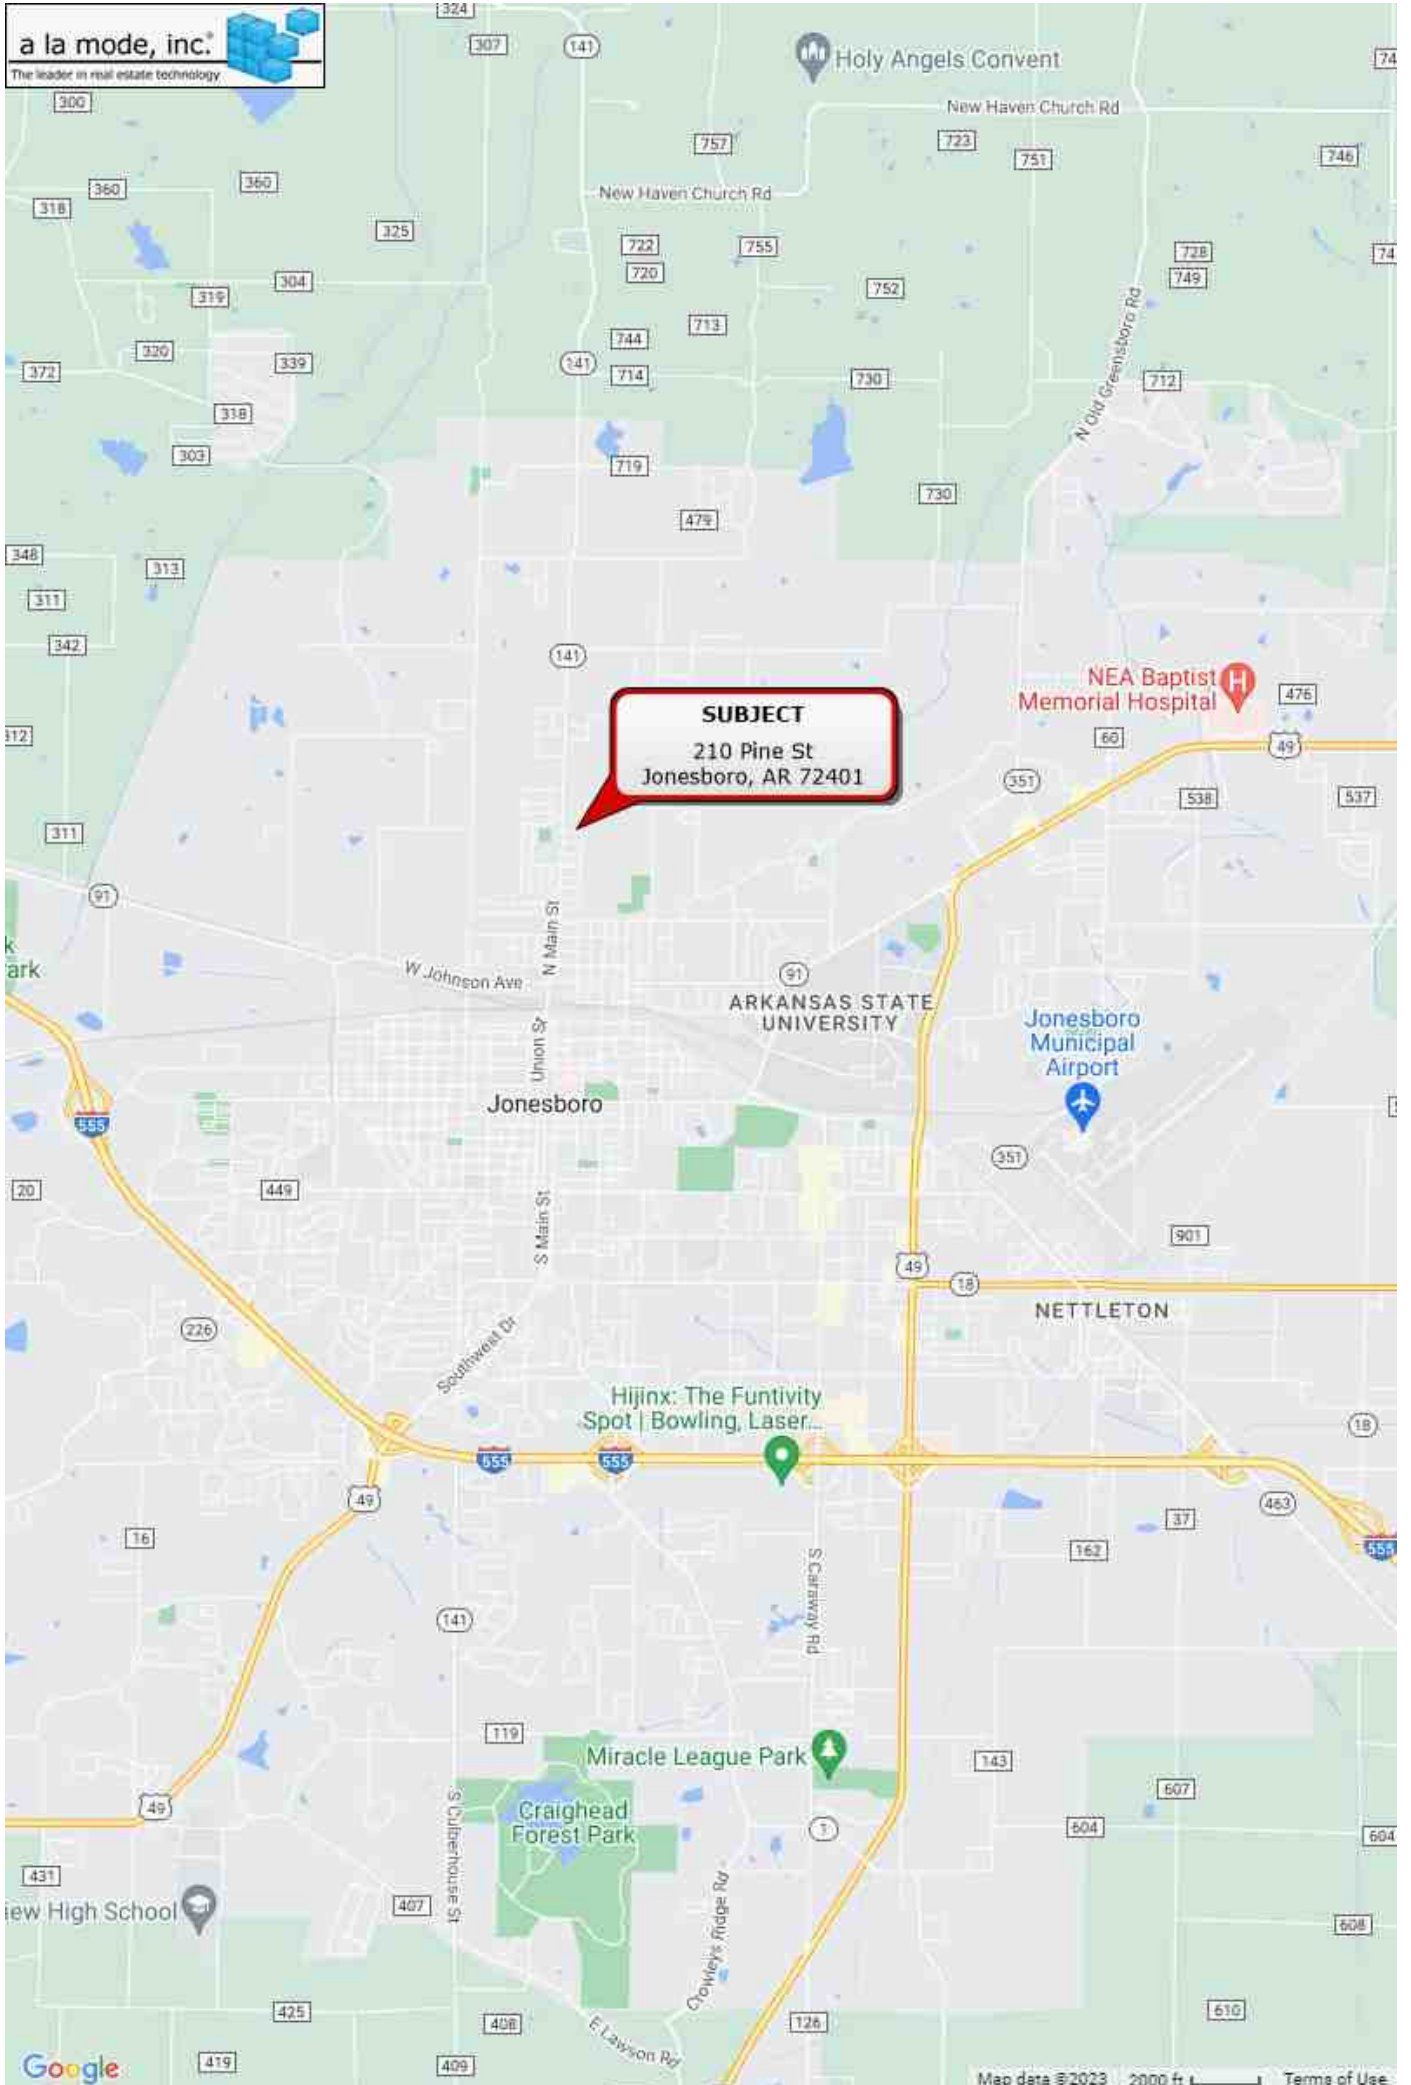 324
a la mode, inc.
The leader in real estate technology
307
141
Holy Angels Convent
74
300
New Haven Church Rd
757
723
751
746
360
360
New Haven Church Rd
318
325
722
755
728
74
720
749
304
752
319
713
N Old Greensboro Rd
744
320
339
141
372
714
730
712
318
303
719
730
479
348
313
311
342
141
NEA Baptist
Memorial Hospital
476
SUBJECT
210 Pine St
Jonesboro, AR 72401
312
60
49
351
538
537
311
91
N Main St
ark
W Johnson Ave
91
ARKANSAS STATE
UNIVERSITY
Jonesboro
Municipal
Airport
Union St
Jonesboro
555
351
20
449
S Main St
901
49
18
NETTLETON
226
Southwest Dr
Hijinx: The Funtivity
Spot | Bowling, Laser...
18
555
555
49
463
37
16
162
555
S Caraway Rd
141
119
Miracle League Park
143
607
49
S Culberhouse St
Craighead
Forest Park
1
604
604
431
iew High School
407
Crowleys Ridge Rd
608
425
408
E Lawson Rd
126
610
Google
419
409
Map data ©2023
2000 ft
Terms of Use